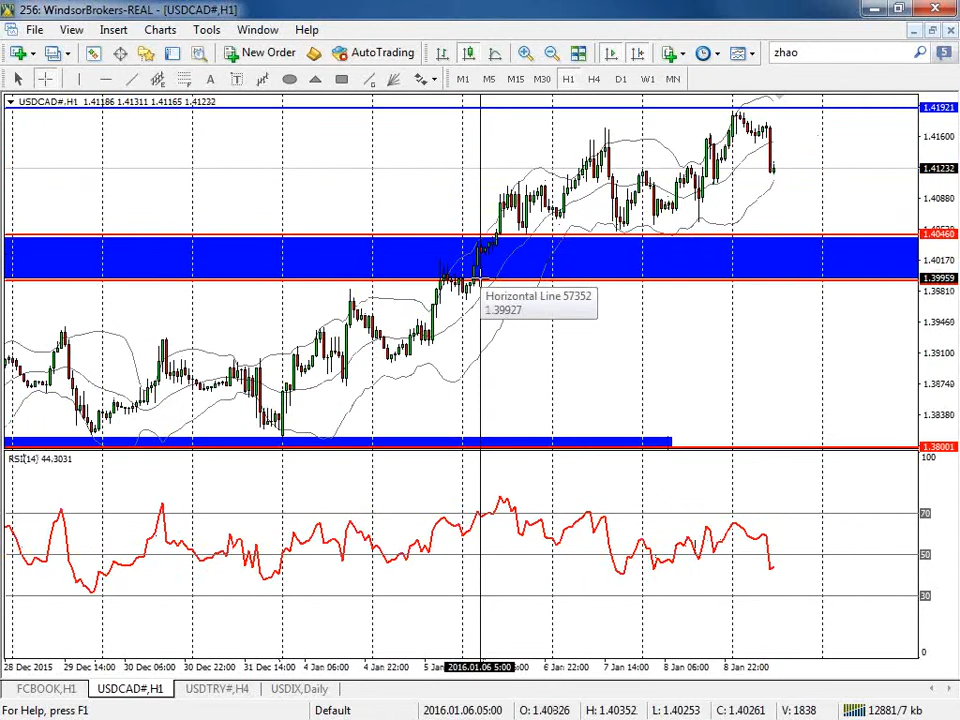 256: WindsorBrokers-REAL - [USDCAD#,H1]
File View Insert Charts Tools Window Help
New Order AutoTrading zhao 5
A T M1 M5 M15 M30 H1 H4 D1 W1 MN
USDCAD#,H1 1.41186 1.41311 1.41165 1.41232
1.41921
1.41600
1.41232
1.40880
1.40460
1.40170
1.39959
1.39810
Horizontal Line 57352
1.39927
1.39460
1.39100
1.38740
1.38380
1.38001
RSI(14) 44.3031
100
70
50
30
0
28 Dec 2015 29 Dec 14:00 30 Dec 06:00 30 Dec 22:00 31 Dec 14:00 4 Jan 06:00 4 Jan 22:00 5 Jan 2016.01.06 5:00 6 Jan 22:00 7 Jan 14:00 8 Jan 06:00 8 Jan 22:00
FCBOOK,H1 USDCAD#,H1 USDTRY#,H4 USDIX,Daily
For Help, press F1 Default 2016.01.06 05:00 O: 1.40326 H: 1.40352 L: 1.40253 C: 1.40261 V: 1838 12881/7 kb